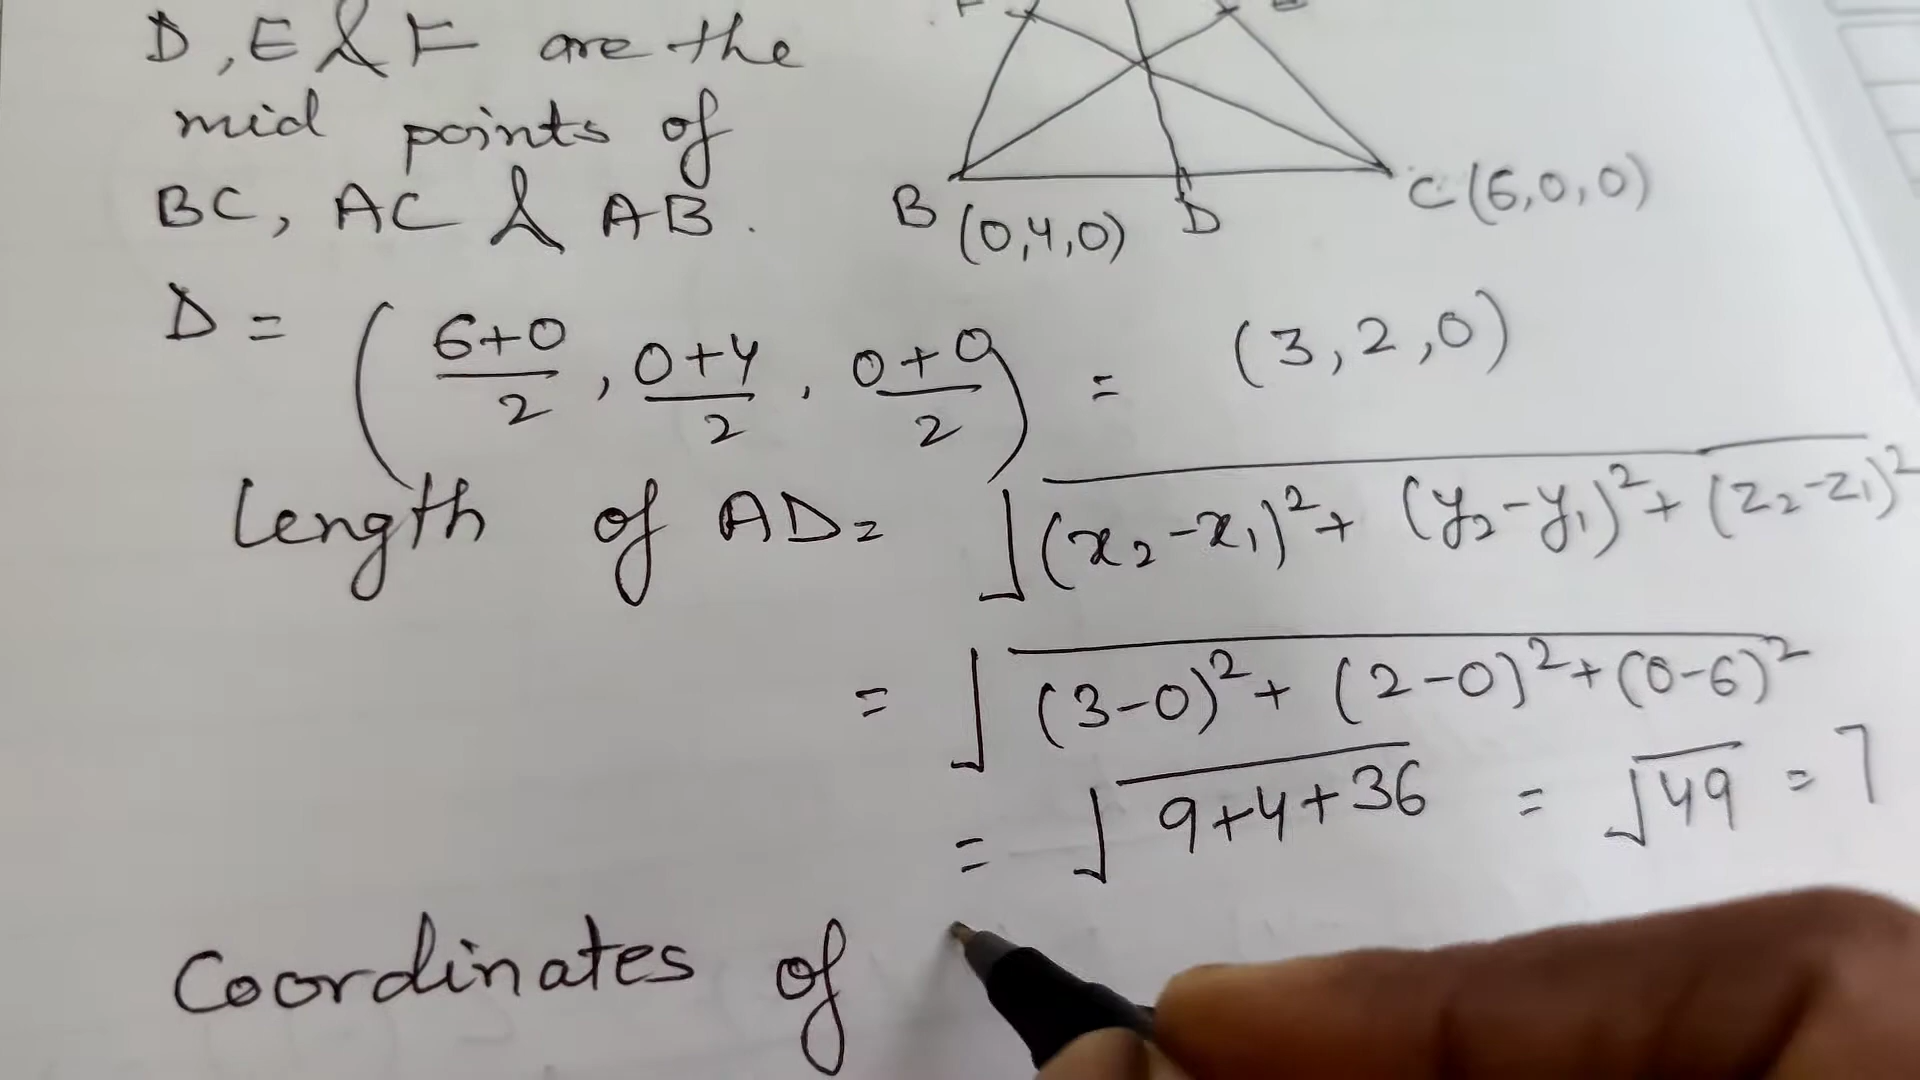 D, E & F are the
mid points of
BC, AC & AB.
B (0,4,0) D C(6,0,0)
D = ( 6+0/2 , 0+4/2 , 0+0/2 ) = (3,2,0)
length of AD = √(x₂-x₁)² + (y₂-y₁)² + (z₂-z₁)²
= √(3-0)² + (2-0)² + (0-6)²
= √9+4+36 = √49 = 7
Coordinates of